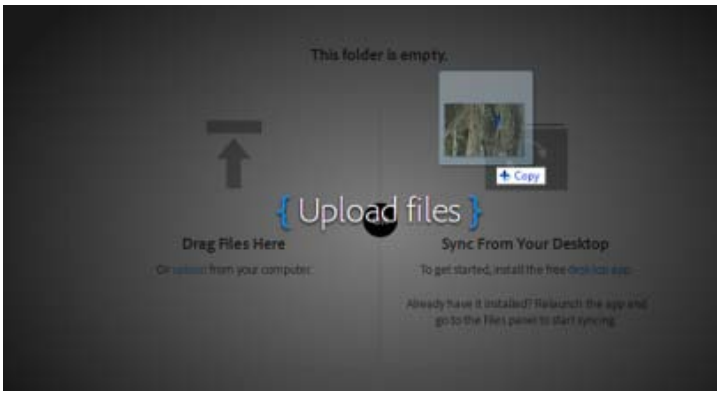 This folder is empty.
+ Copy
{ Upload files }
Drag Files Here
Or upload from your computer.
Sync From Your Desktop
To get started, install the free desktop app.
Already have it installed? Relaunch the app and
go to the Files panel to start syncing.